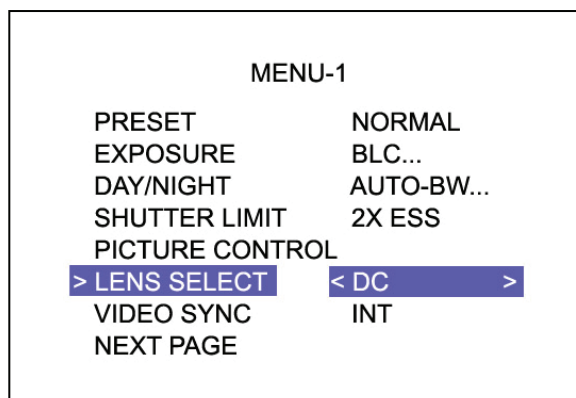 MENU-1
PRESET NORMAL
EXPOSURE BLC...
DAY/NIGHT AUTO-BW...
SHUTTER LIMIT 2X ESS
PICTURE CONTROL
> LENS SELECT < DC >
VIDEO SYNC INT
NEXT PAGE